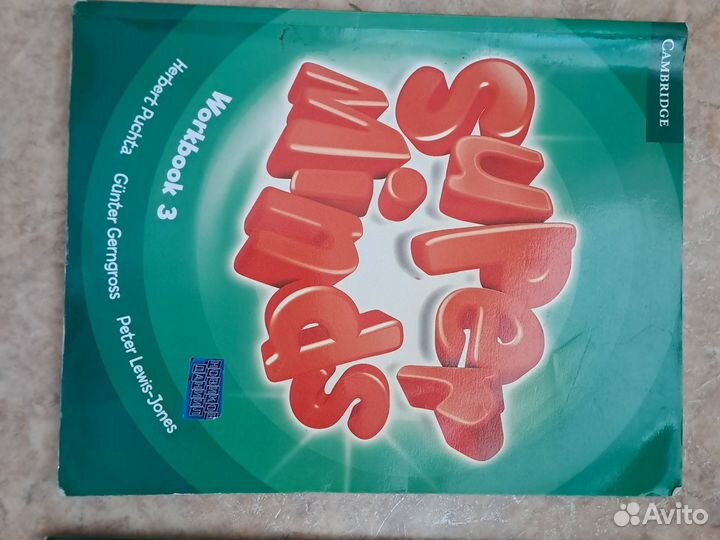 CAMBRIDGE
Super
Minds
Workbook 3
Herbert Puchta Günter Gerngross Peter Lewis-Jones
Avito